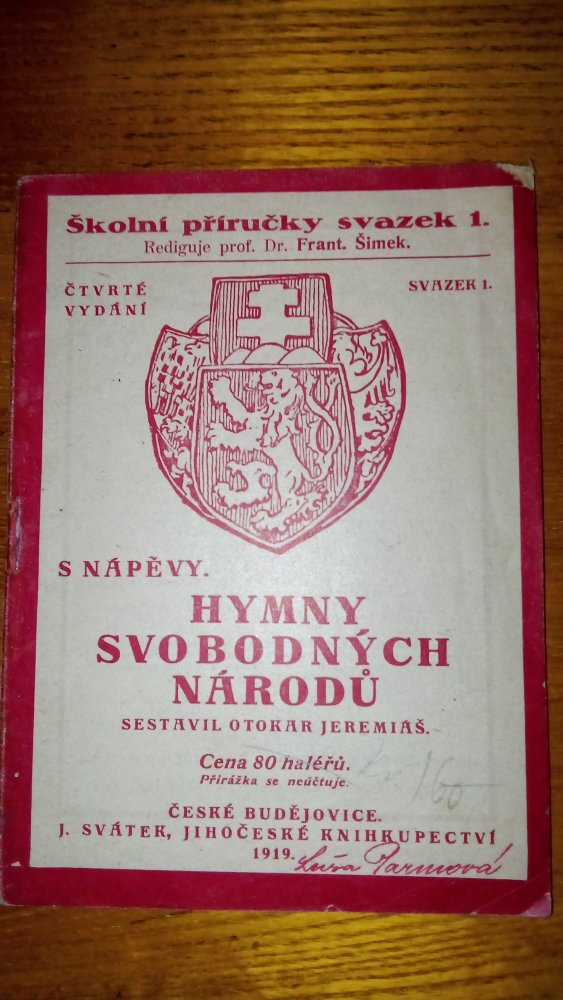 Školní příručky svazek 1.
Rediguje prof. Dr. Frant. Šimek.
ČTVRTÉ VYDÁNÍ
SVAZEK 1.
S NÁPĚVY.
HYMNY
SVOBODNÝCH
NÁRODŮ
SESTAVIL OTOKAR JEREMIÁŠ.
Cena 80 haléřů.
Přirážka se neúčtuje.
ČESKÉ BUDĚJOVICE.
J. SVÁTEK, JIHOČESKÉ KNIHKUPECTVÍ
1919.